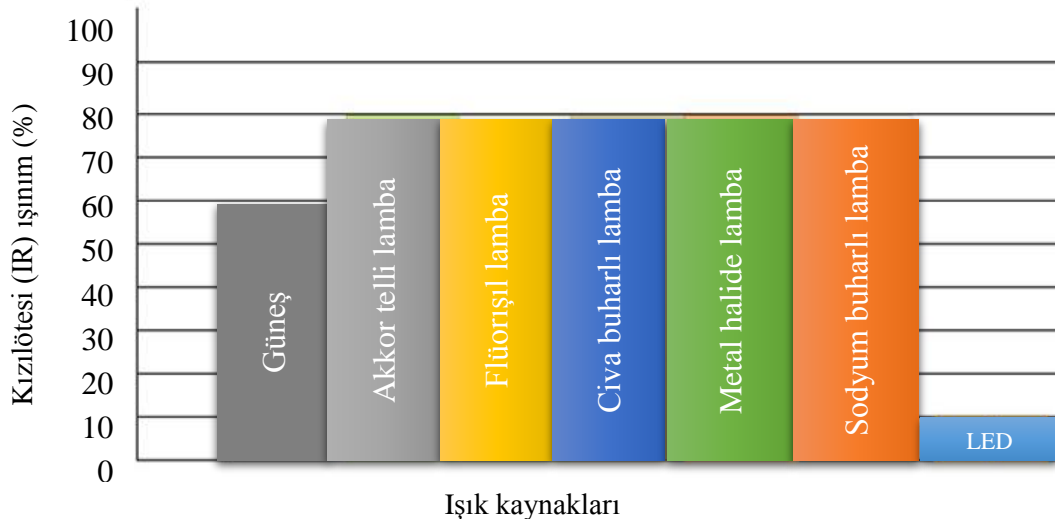 Kızılötesi (IR) ışınım (%)
100
90
80
70
60
50
40
30
20
10
0
Güneş
Akkor telli lamba
Flüorışıl lamba
Civa buharlı lamba
Metal halide lamba
Sodyum buharlı lamba
LED
Işık kaynakları